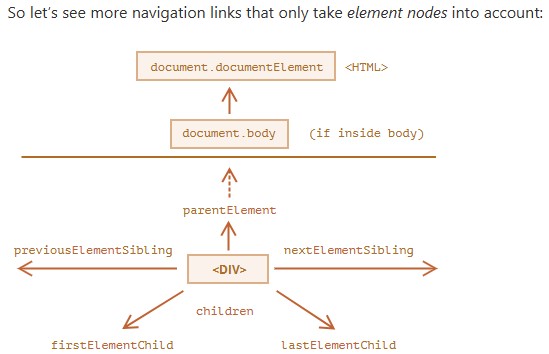 So let's see more navigation links that only take element nodes into account:
document.documentElement <HTML>
document.body (if inside body)
parentElement
previousElementSibling nextElementSibling
<DIV>
children
firstElementChild lastElementChild